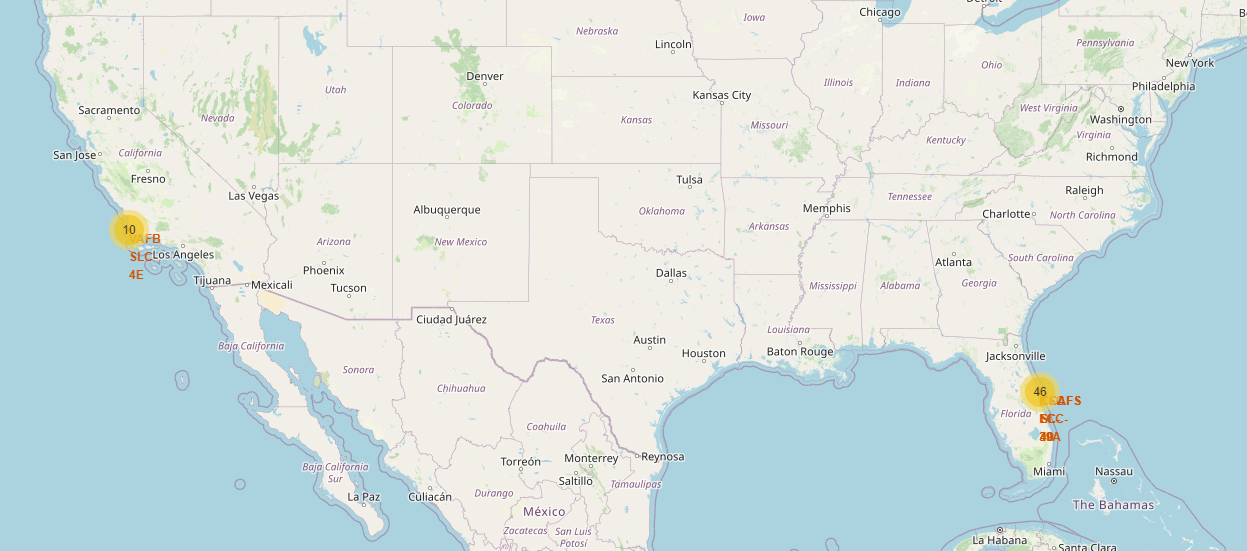 Chicago
Detroit
Iowa
Nebraska
Lincoln
Pennsylvania
New York
Ohio
Illinois
Indiana
Denver
Utah
Colorado
Philadelphia
Kansas City
Sacramento
Nevada
Kansas
Missouri
West Virginia
Washington
Virginia
Kentucky
San Jose
California
Richmond
Fresno
Las Vegas
Tulsa
Raleigh
Tennessee
Albuquerque
Oklahoma
Memphis
Charlotte
North Carolina
10
VAFB
SLC-
4E
Los Angeles
Arizona
New Mexico
Arkansas
Atlanta
South Carolina
Phoenix
Dallas
Tijuana
Mexicali
Tucson
Mississippi
Alabama
Georgia
Ciudad Juárez
Texas
Louisiana
Austin
Baja California
Houston
Baton Rouge
Jacksonville
Sonora
San Antonio
Chihuahua
46
AFS
Florida
Coahuila
Reynosa
Monterrey
Torreón
Baja California
Sur
Saltillo
Miami
Nassau
Tamaulipas
La Paz
Culiacán
Durango
The Bahamas
México
Zacatecas
San Luis
Potosí
La Habana
Santa Clara